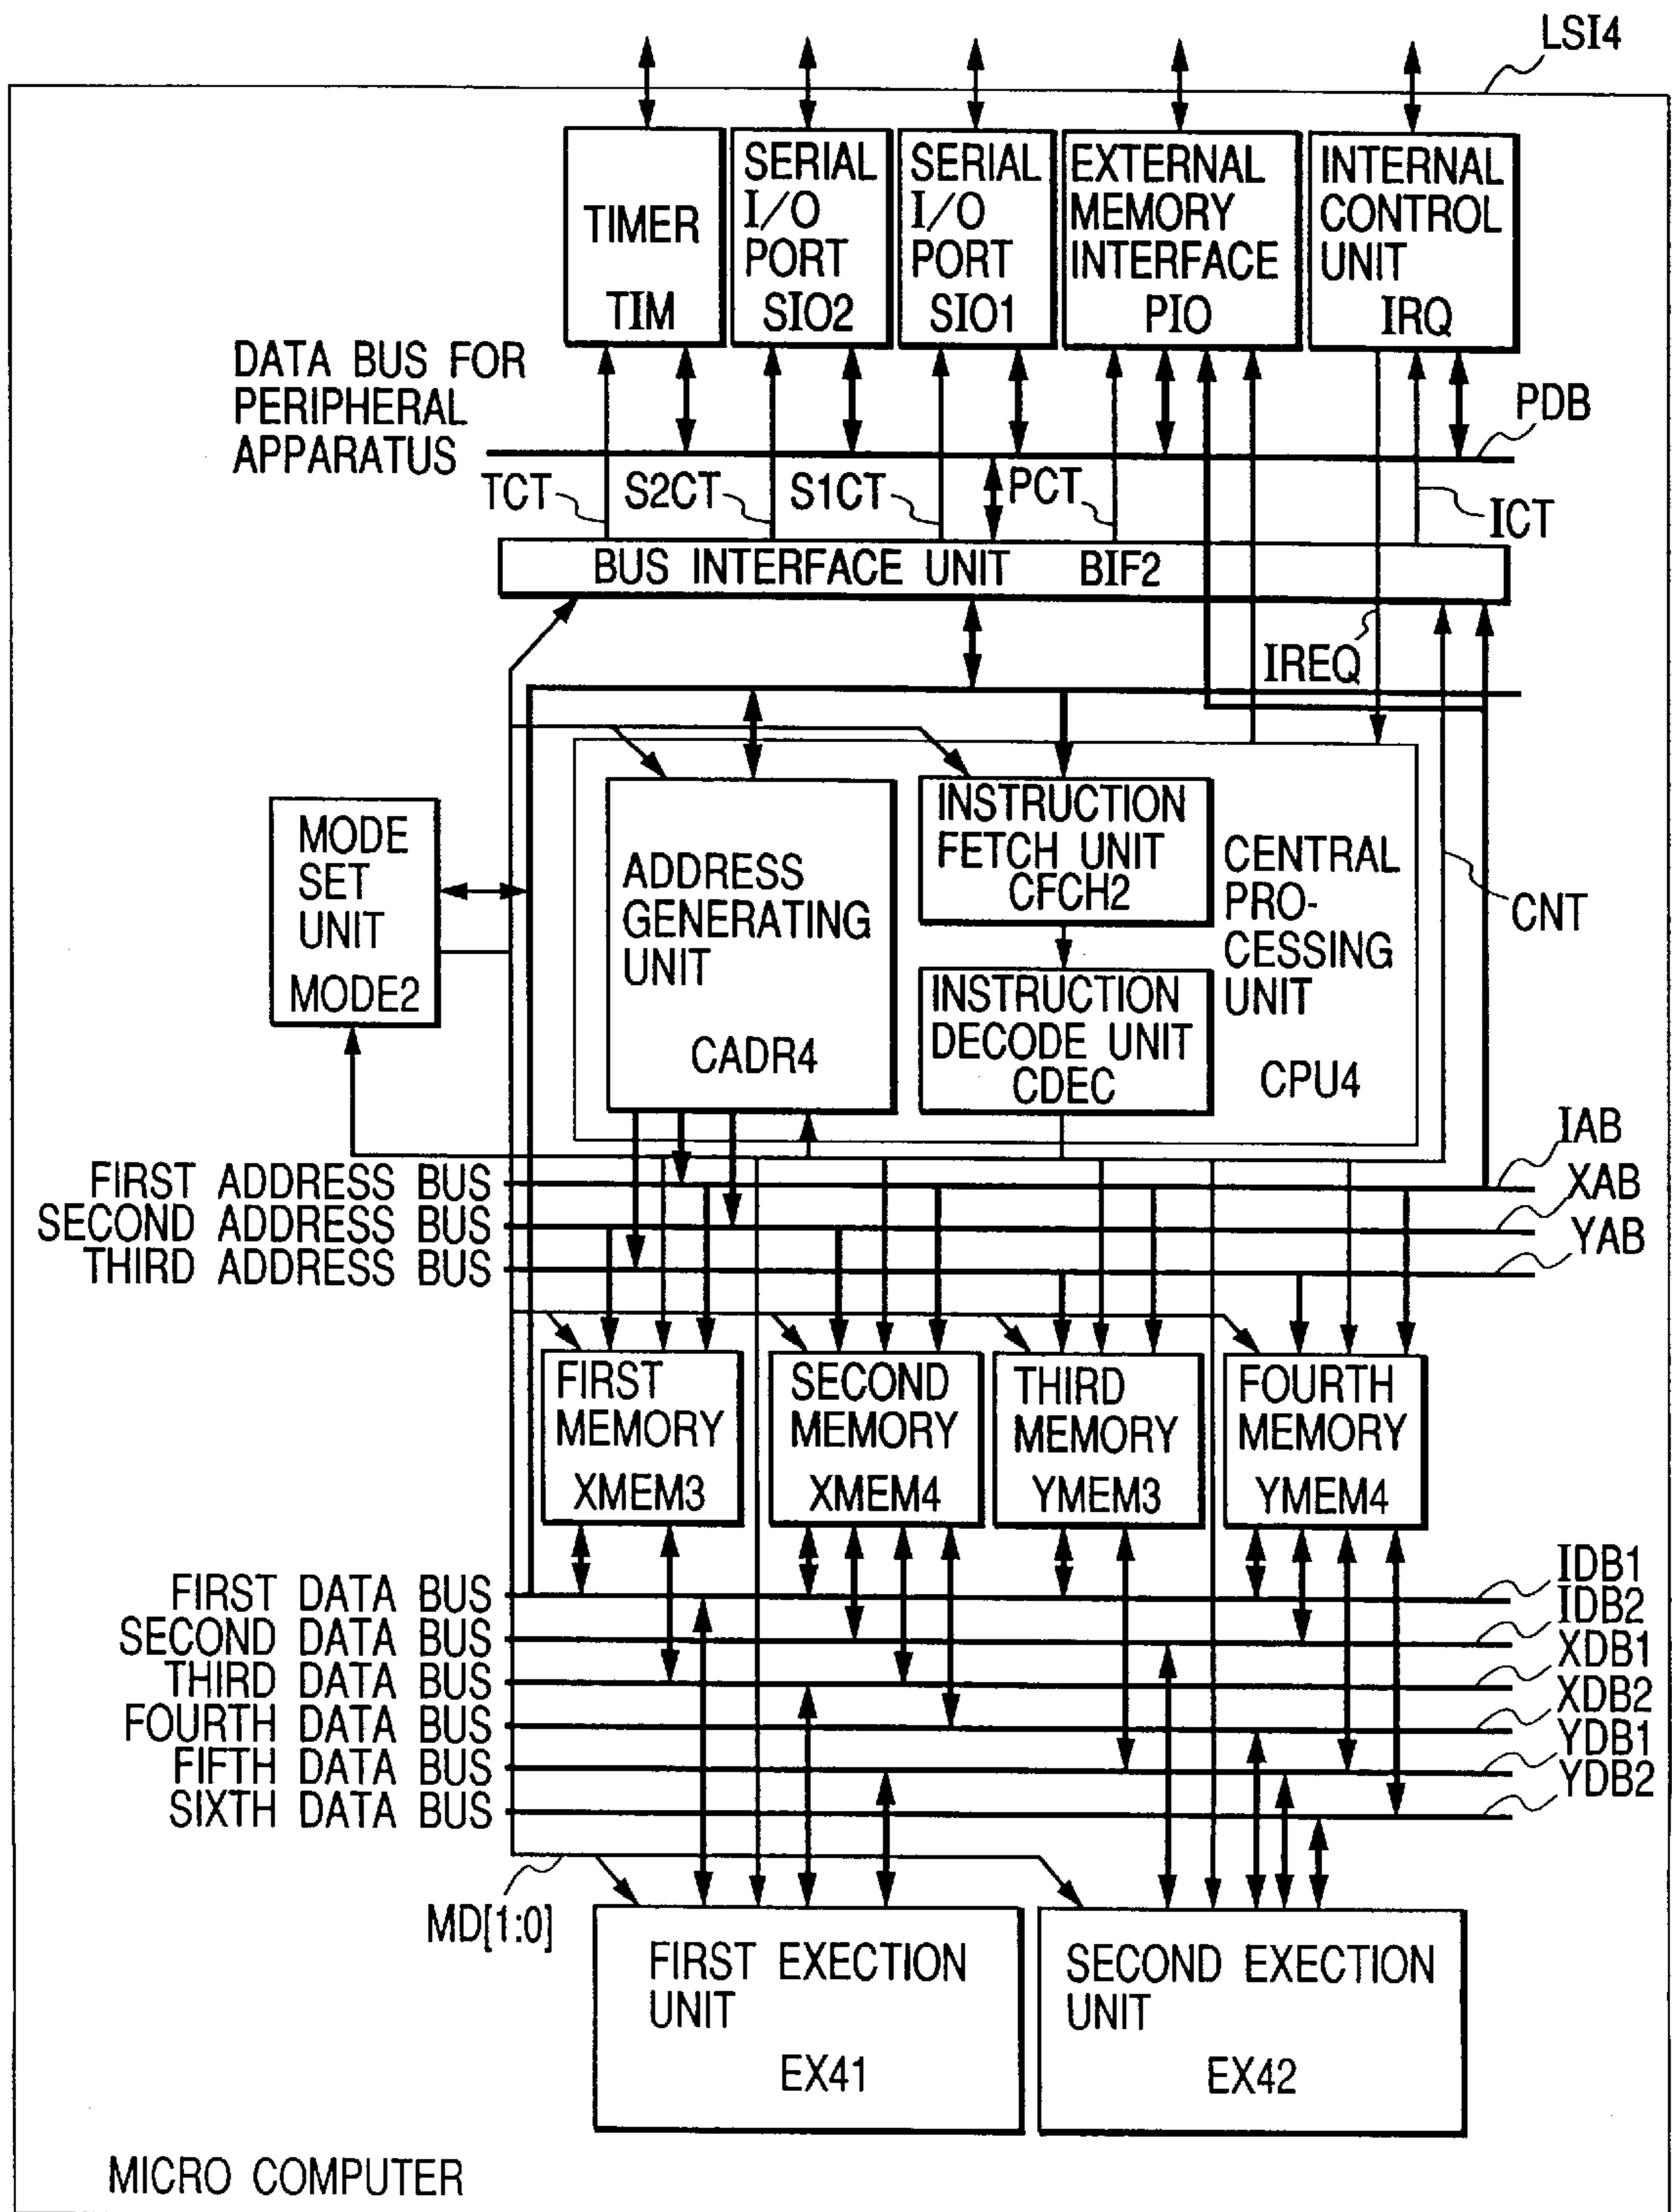 LSI4
TIMER
TIM
SERIAL
I/O
PORT
SIO2
SERIAL
I/O
PORT
SIO1
EXTERNAL
MEMORY
INTERFACE
PIO
INTERNAL
CONTROL
UNIT
IRQ
DATA BUS FOR
PERIPHERAL
APPARATUS
PDB
TCT
S2CT
S1CT
PCT
ICT
BUS INTERFACE UNIT BIF2
IREQ
MODE
SET
UNIT
MODE2
ADDRESS
GENERATING
UNIT
CADR4
INSTRUCTION
FETCH UNIT
CFCH2
INSTRUCTION
DECODE UNIT
CDEC
CENTRAL
PRO-
CESSING
UNIT
CPU4
CNT
FIRST ADDRESS BUS
SECOND ADDRESS BUS
THIRD ADDRESS BUS
IAB
XAB
YAB
FIRST
MEMORY
XMEM3
SECOND
MEMORY
XMEM4
THIRD
MEMORY
YMEM3
FOURTH
MEMORY
YMEM4
FIRST DATA BUS
SECOND DATA BUS
THIRD DATA BUS
FOURTH DATA BUS
FIFTH DATA BUS
SIXTH DATA BUS
IDB1
IDB2
XDB1
XDB2
YDB1
YDB2
MD[1:0]
FIRST EXECTION
UNIT
EX41
SECOND EXECTION
UNIT
EX42
MICRO COMPUTER